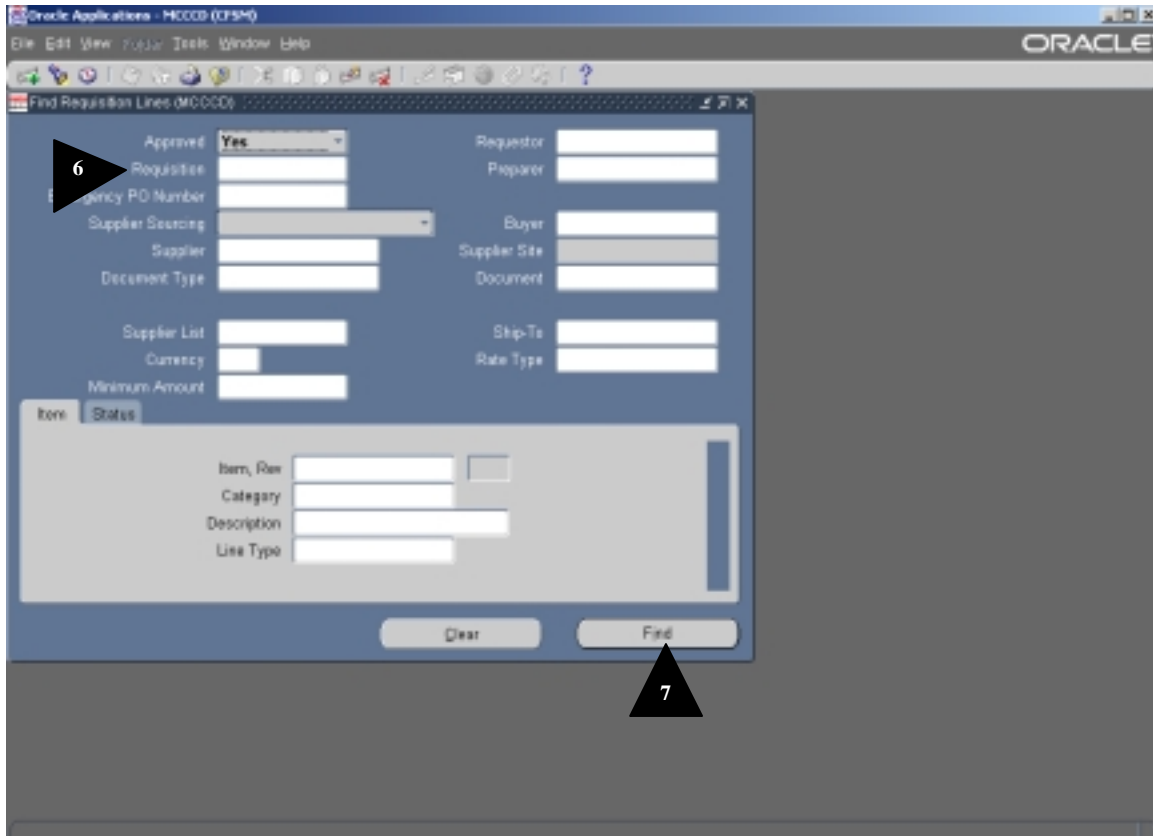 Oracle Applications - MCCCD (CFSM)
File Edit View Folder Tools Window Help
ORACLE
Find Requisition Lines (MCCCD)
Approved Yes Requestor
6 Requisition Preparer
Emergency PO Number
Supplier Sourcing Buyer
Supplier Supplier Site
Document Type Document
Supplier List Ship-To
Currency Rate Type
Minimum Amount
Item Status
Item, Rev
Category
Description
Line Type
Clear Find
7